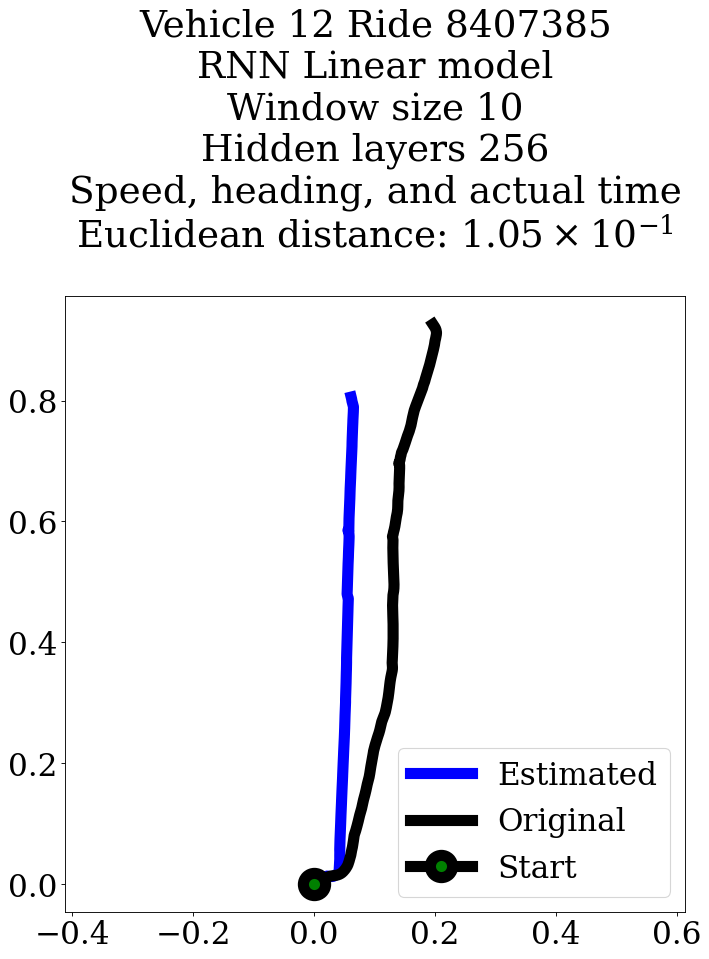 Vehicle 12 Ride 8407385
RNN Linear model
Window size 10
Hidden layers 256
Speed, heading, and actual time
Euclidean distance: 1.05 × 10⁻¹
0.8
0.6
0.4
0.2
0.0
Estimated
Original
Start
−0.4 −0.2 0.0 0.2 0.4 0.6